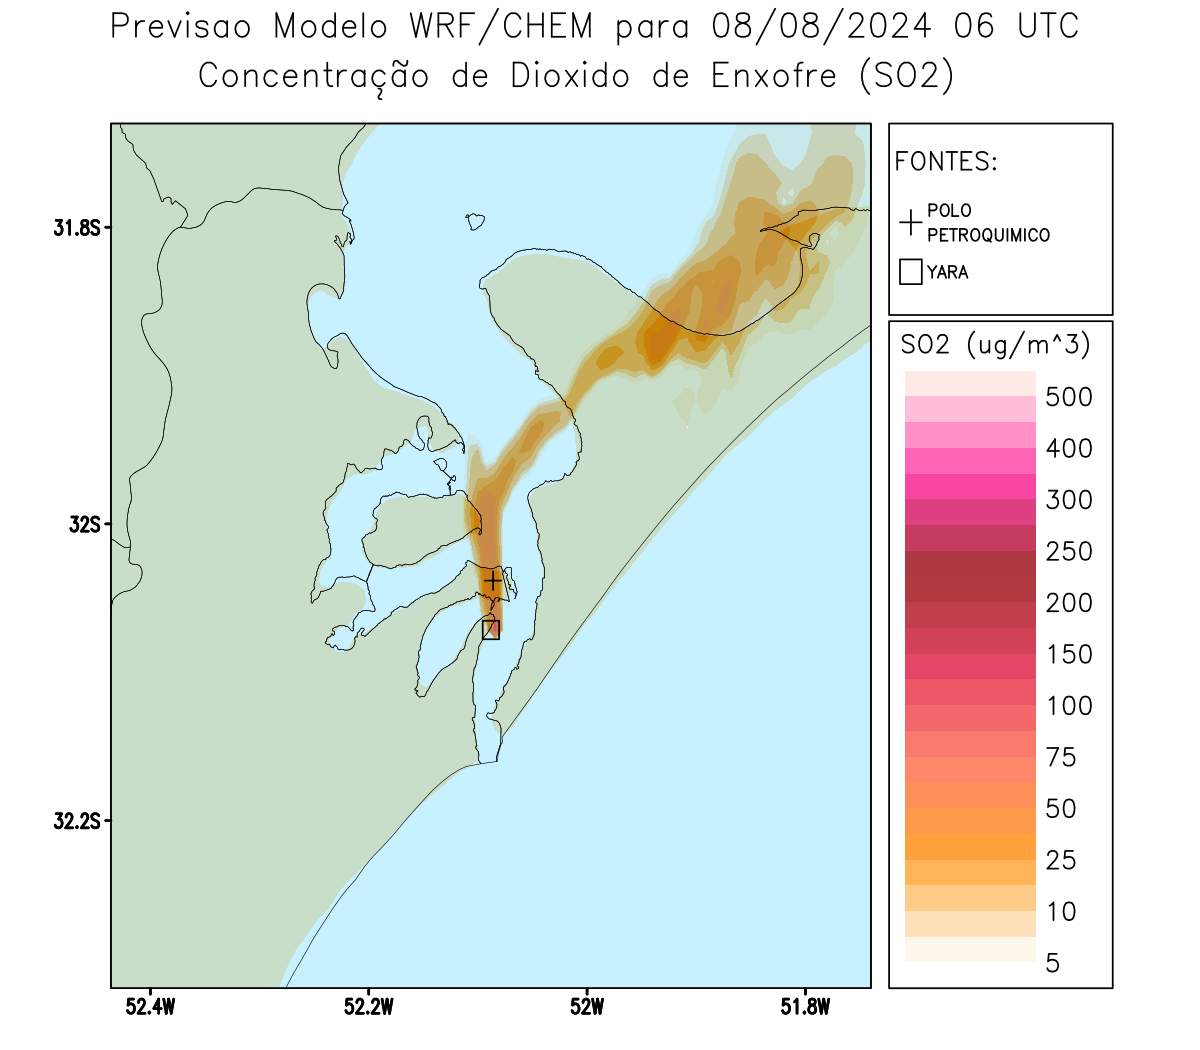 Previsao Modelo WRF/CHEM para 08/08/2024 06 UTC
Concentração de Dioxido de Enxofre (SO2)
FONTES:
POLO
PETROQUIMICO
YARA
31.8S
32S
32.2S
52.4W
52.2W
52W
51.8W
SO2 (ug/m^3)
500
400
300
250
200
150
100
75
50
25
10
5